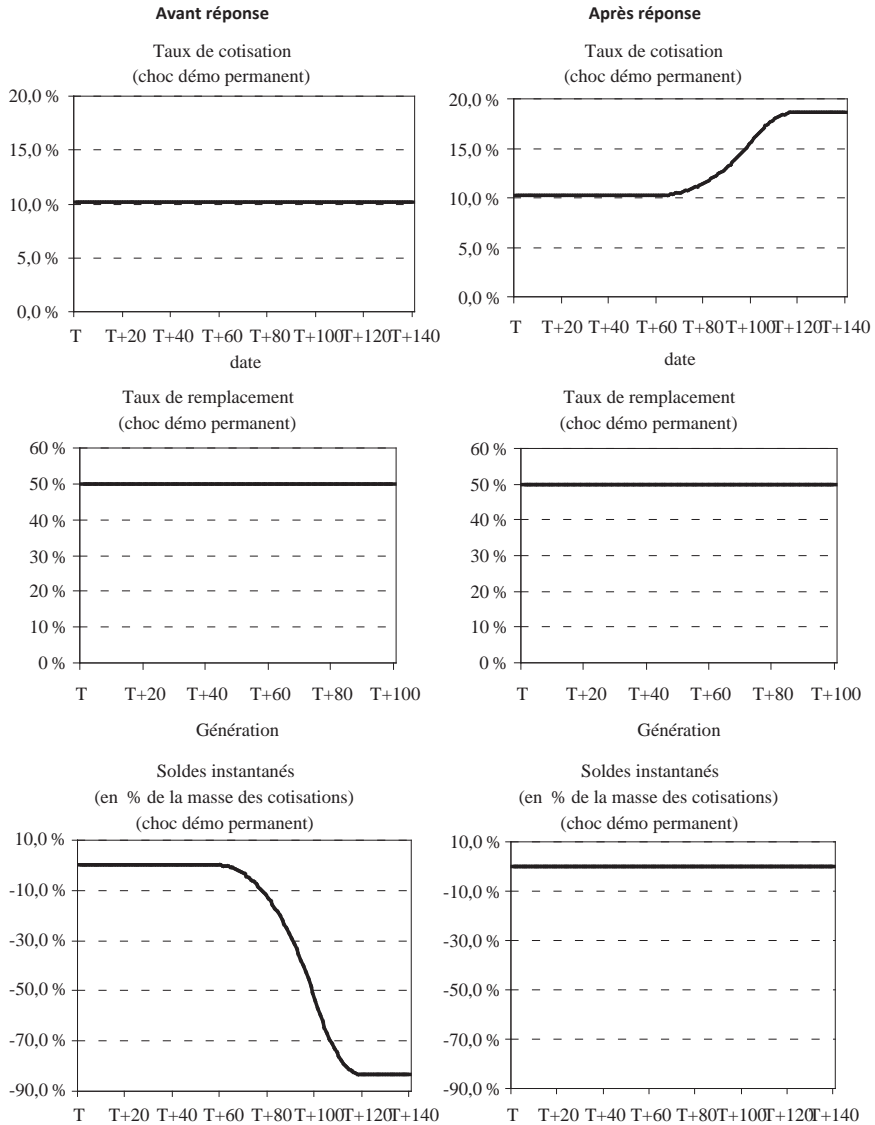 Avant réponse
Après réponse
Taux de cotisation
(choc démo permanent)
20,0 %
15,0 %
10,0 %
5,0 %
0,0 %
T T+20 T+40 T+60 T+80 T+100T+120T+140
date
Taux de cotisation
(choc démo permanent)
20,0 %
15,0 %
10,0 %
5,0 %
0,0 %
T T+20 T+40 T+60 T+80 T+100T+120T+140
date
Taux de remplacement
(choc démo permanent)
60 %
50 %
40 %
30 %
20 %
10 %
0 %
T T+20 T+40 T+60 T+80 T+100
Génération
Taux de remplacement
(choc démo permanent)
60 %
50 %
40 %
30 %
20 %
10 %
0 %
T T+20 T+40 T+60 T+80 T+100
Génération
Soldes instantanés
(en % de la masse des cotisations)
(choc démo permanent)
10,0 %
-10,0 %
-30,0 %
-50,0 %
-70,0 %
-90,0 %
T T+20 T+40 T+60 T+80 T+100T+120T+140
Soldes instantanés
(en % de la masse des cotisations)
(choc démo permanent)
10,0 %
-10,0 %
-30,0 %
-50,0 %
-70,0 %
-90,0 %
T T+20 T+40 T+60 T+80T+100T+120T+140